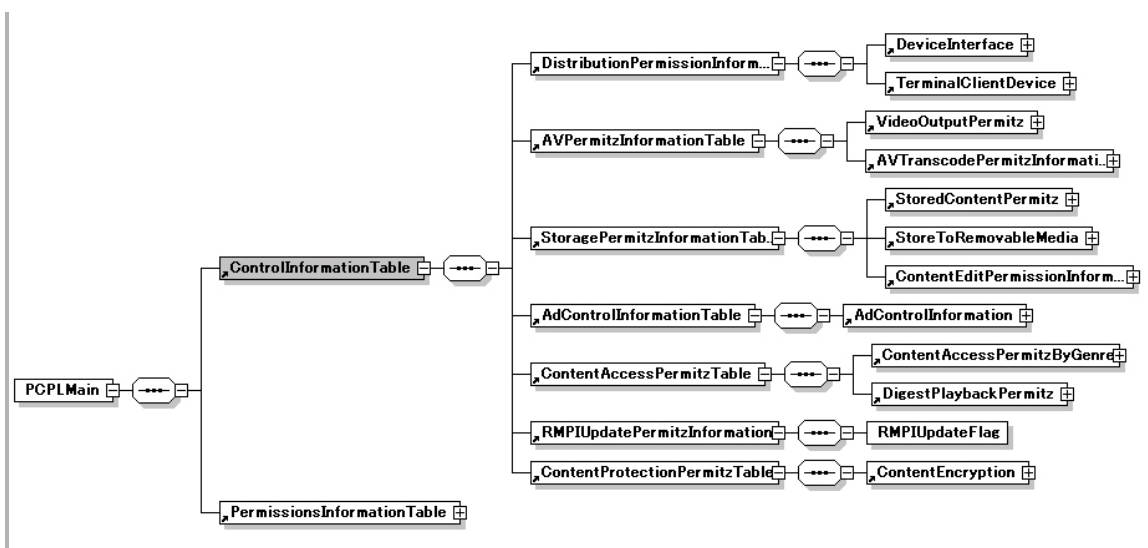 DistributionPermissionInform...
DeviceInterface
TerminalClientDevice
AVPermitzInformationTable
VideoOutputPermitz
AVTranscodePermitzInformati..
StoragePermitzInformationTab..
StoredContentPermitz
StoreToRemovableMedia
ContentEditPermissionInform...
ControlInformationTable
AdControlInformationTable
AdControlInformation
ContentAccessPermitzTable
ContentAccessPermitzByGenre
DigestPlaybackPermitz
PCPLMain
RMPIUpdatePermitzInformation
RMPIUpdateFlag
ContentProtectionPermitzTable
ContentEncryption
PermissionsInformationTable